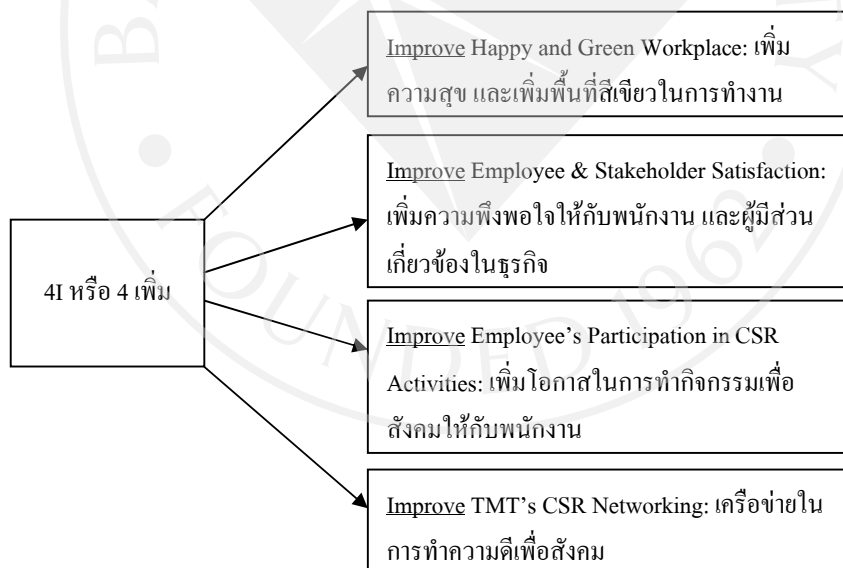 Improve Happy and Green Workplace: เพิ่ม
ความสุข และเพิ่มพื้นที่สีเขียวในการทำงาน
Improve Employee & Stakeholder Satisfaction:
เพิ่มความพึงพอใจให้กับพนักงาน และผู้มีส่วน
เกี่ยวข้องในธุรกิจ
4I หรือ 4 เพิ่ม
Improve Employee’s Participation in CSR
Activities: เพิ่มโอกาสในการทำกิจกรรมเพื่อ
สังคมให้กับพนักงาน
Improve TMT’s CSR Networking: เครือข่ายใน
การทำความดีเพื่อสังคม
FOUNDED 1962